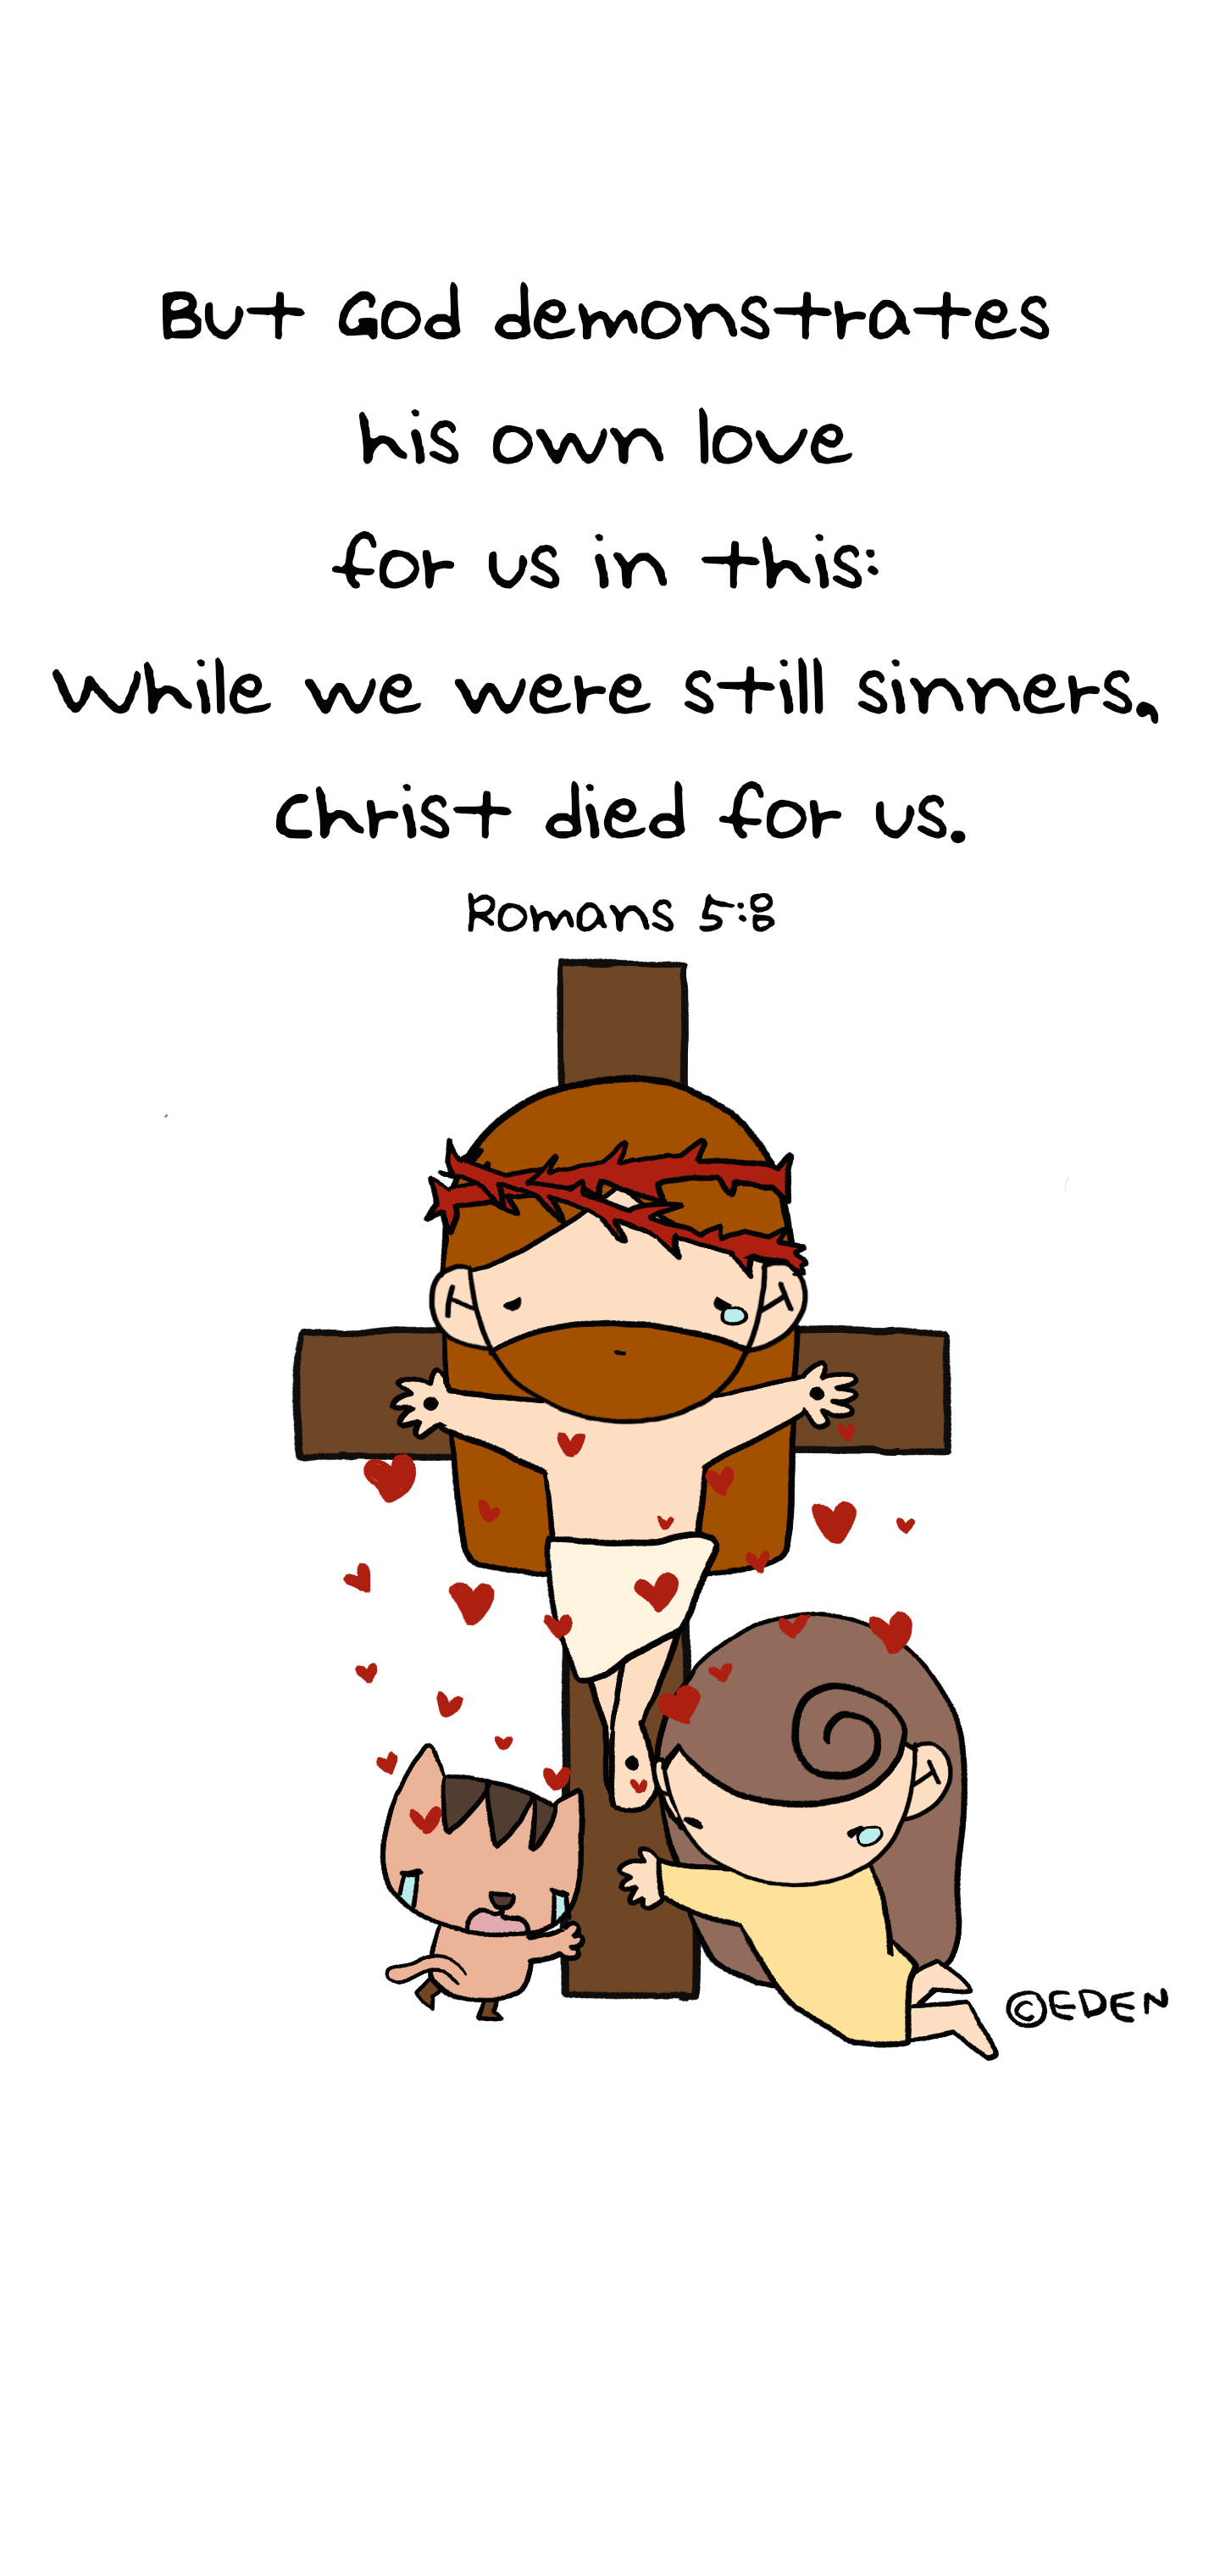 But God demonstrates
his own love
for us in this:
While we were still sinners,
Christ died for us.
Romans 5:8
©EDEN